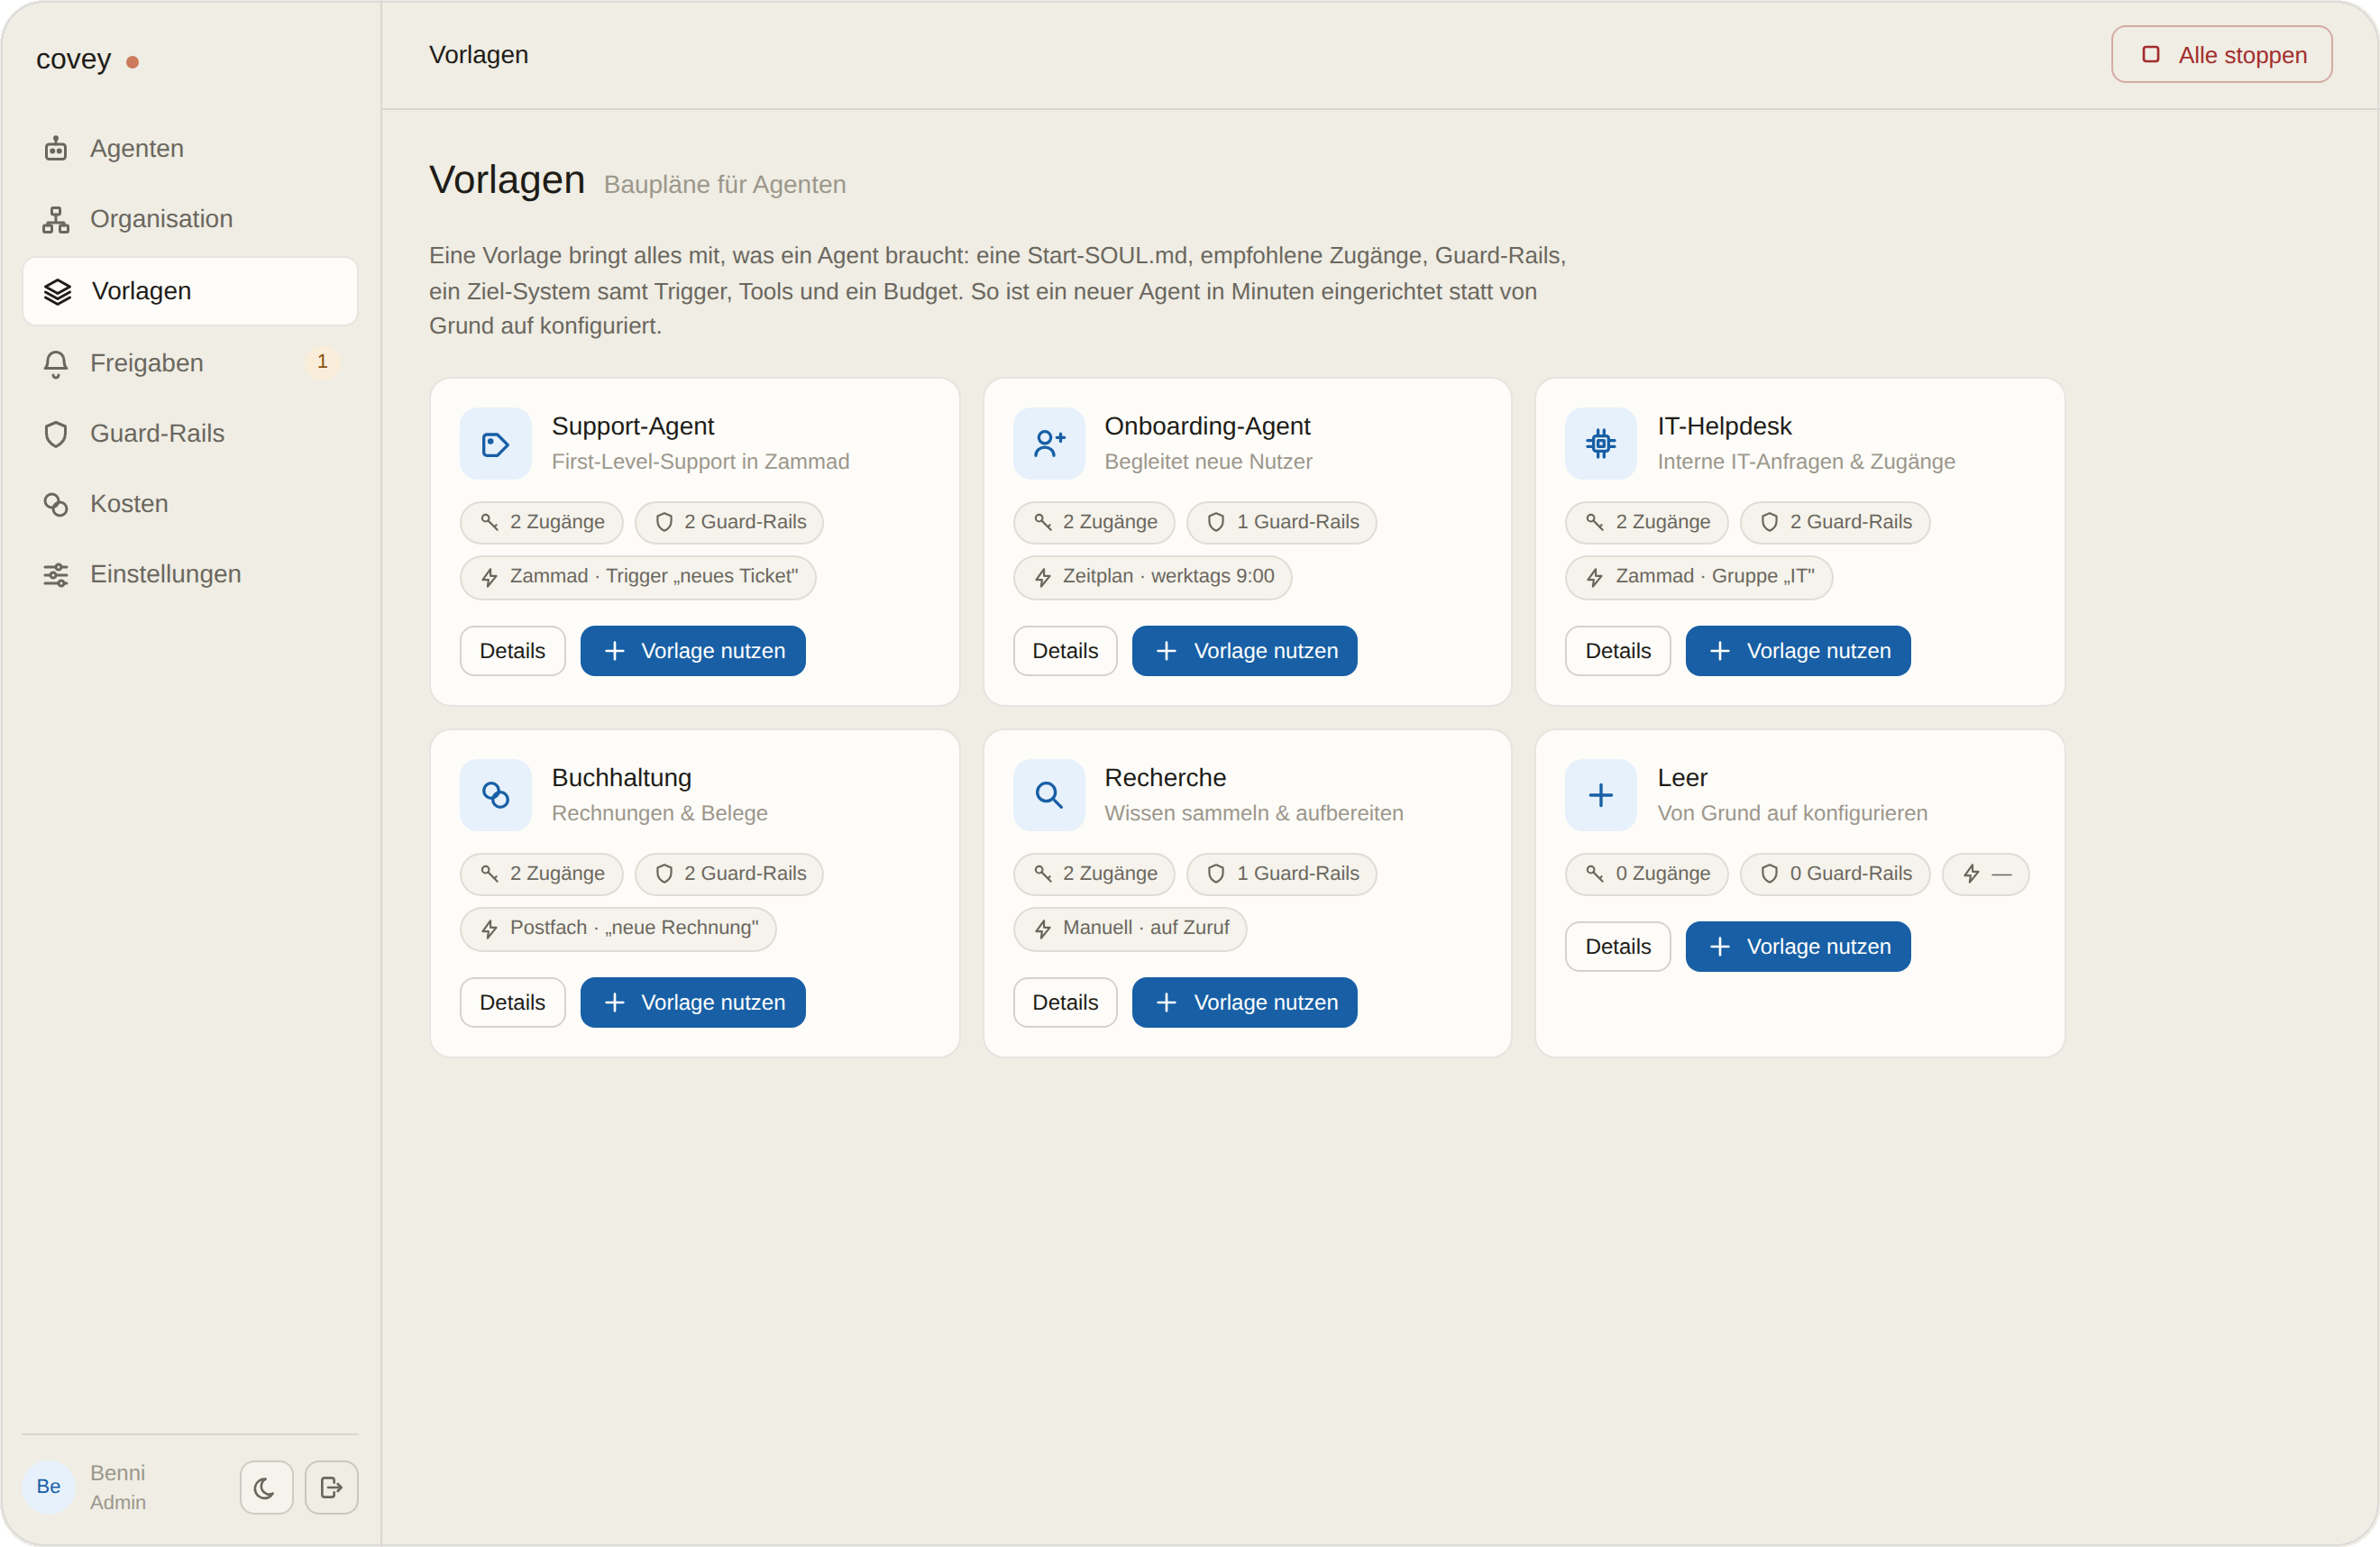 covey
Agenten
Organisation
Vorlagen
Freigaben 1
Guard-Rails
Kosten
Einstellungen
Be
Benni
Admin
Vorlagen
Alle stoppen
Vorlagen Baupläne für Agenten
Eine Vorlage bringt alles mit, was ein Agent braucht: eine Start-SOUL.md, empfohlene Zugänge, Guard-Rails,
ein Ziel-System samt Trigger, Tools und ein Budget. So ist ein neuer Agent in Minuten eingerichtet statt von
Grund auf konfiguriert.
Support-Agent
First-Level-Support in Zammad
2 Zugänge 2 Guard-Rails
Zammad · Trigger „neues Ticket"
Details Vorlage nutzen
Onboarding-Agent
Begleitet neue Nutzer
2 Zugänge 1 Guard-Rails
Zeitplan · werktags 9:00
Details Vorlage nutzen
IT-Helpdesk
Interne IT-Anfragen & Zugänge
2 Zugänge 2 Guard-Rails
Zammad · Gruppe „IT"
Details Vorlage nutzen
Buchhaltung
Rechnungen & Belege
2 Zugänge 2 Guard-Rails
Postfach · „neue Rechnung"
Details Vorlage nutzen
Recherche
Wissen sammeln & aufbereiten
2 Zugänge 1 Guard-Rails
Manuell · auf Zuruf
Details Vorlage nutzen
Leer
Von Grund auf konfigurieren
0 Zugänge 0 Guard-Rails —
Details Vorlage nutzen